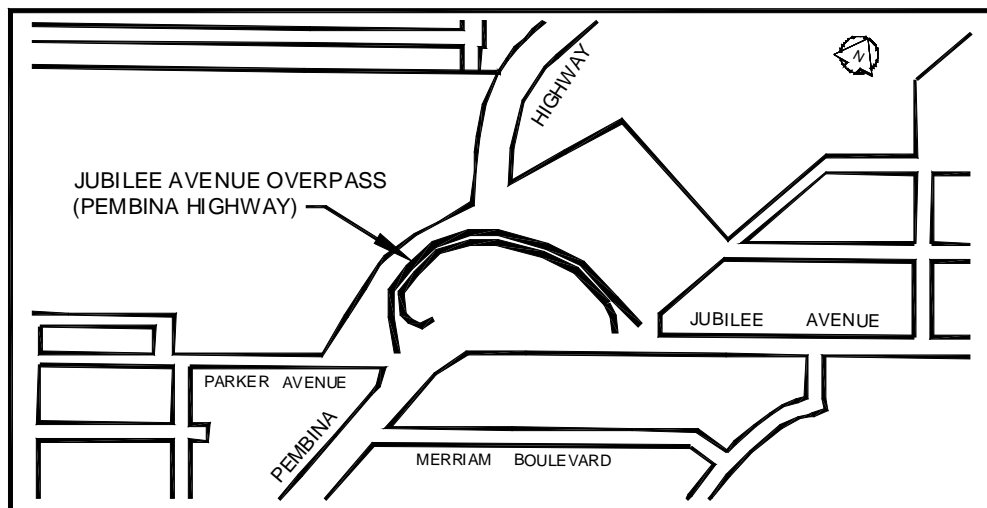 HIGHWAY
N
JUBILEE AVENUE OVERPASS
(PEMBINA HIGHWAY)
JUBILEE AVENUE
PARKER AVENUE
PEMBINA
MERRIAM BOULEVARD